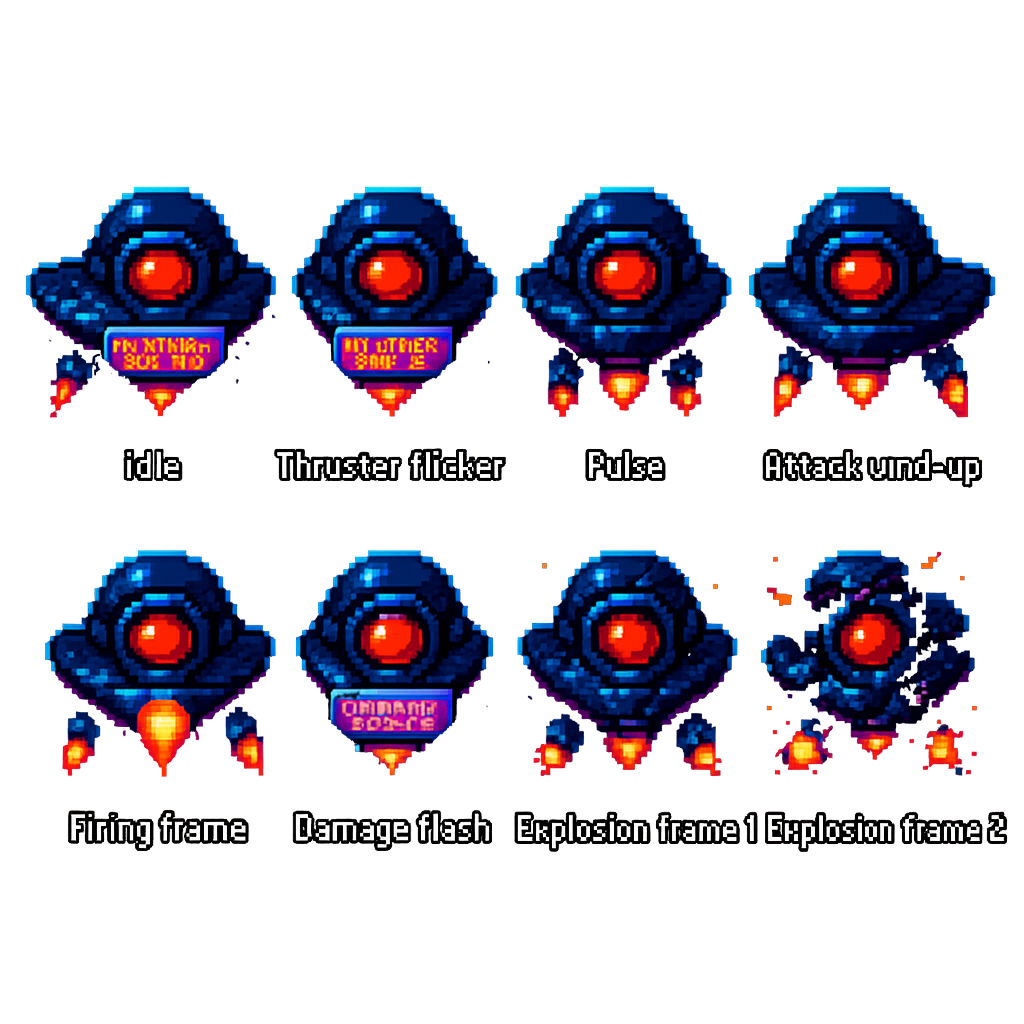 idle
Thruster flicker
Pulse
Attack wind-up
Firing frame
Damage flash
Explosion frame 1
Explosion frame 2